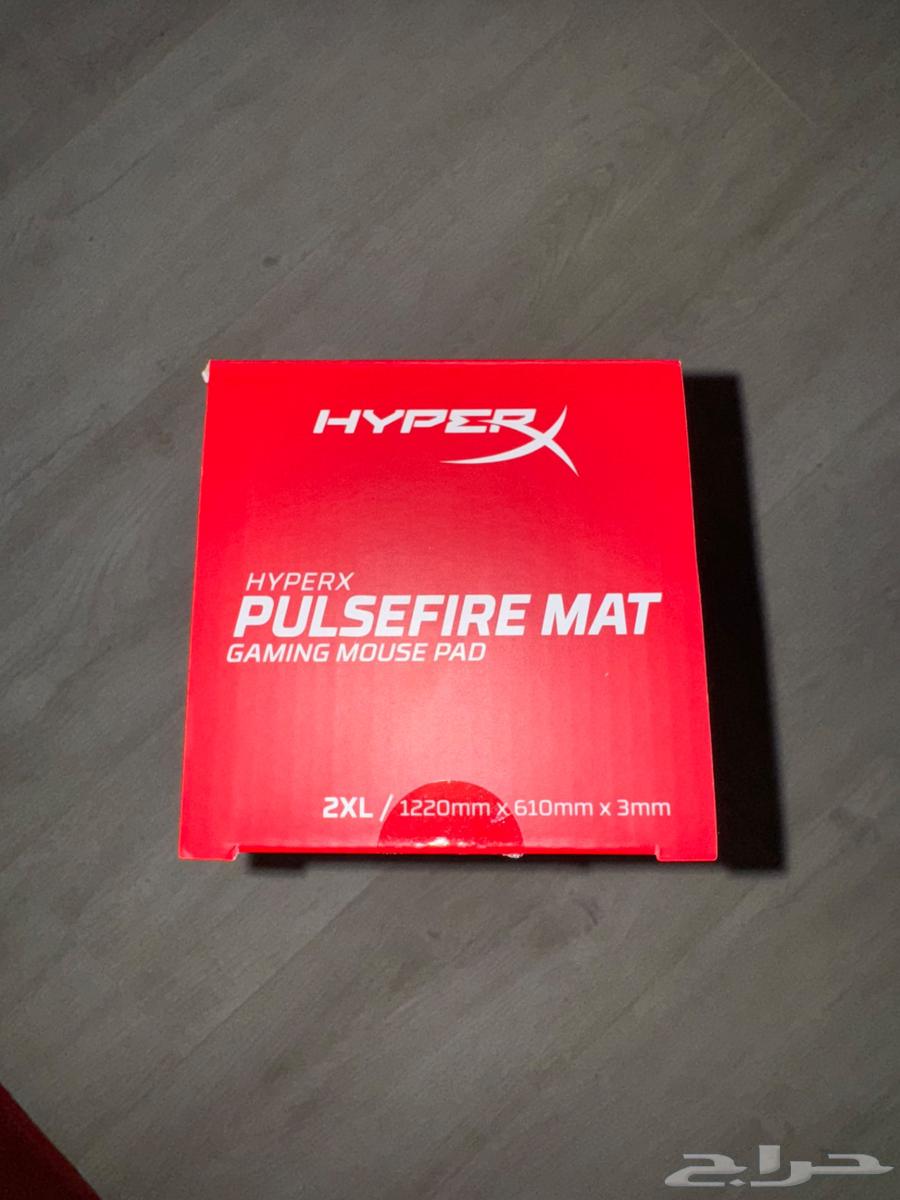 HYPERX
HYPERX
PULSEFIRE MAT
GAMING MOUSE PAD
2XL / 1220mm x 610mm x 3mm
حراج